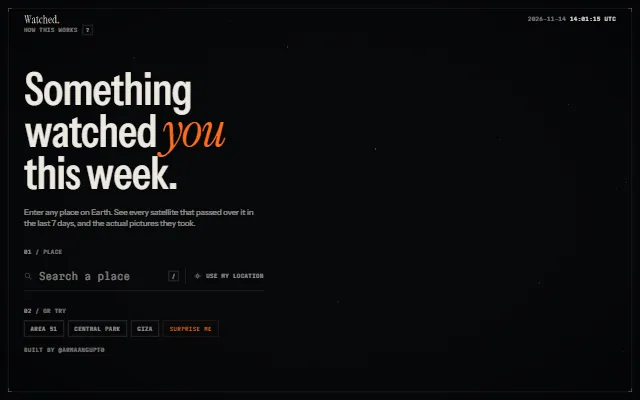 Watched.
2026-11-14 14:01:15 UTC
HOW THIS WORKS ?
Something
watched you
this week.
Enter any place on Earth. See every satellite that passed over it in
the last 7 days, and the actual pictures they took.
01 / PLACE
Search a place / USE MY LOCATION
02 / OR TRY
AREA 51 CENTRAL PARK GIZA SURPRISE ME
BUILT BY @ARMAANGUPTO